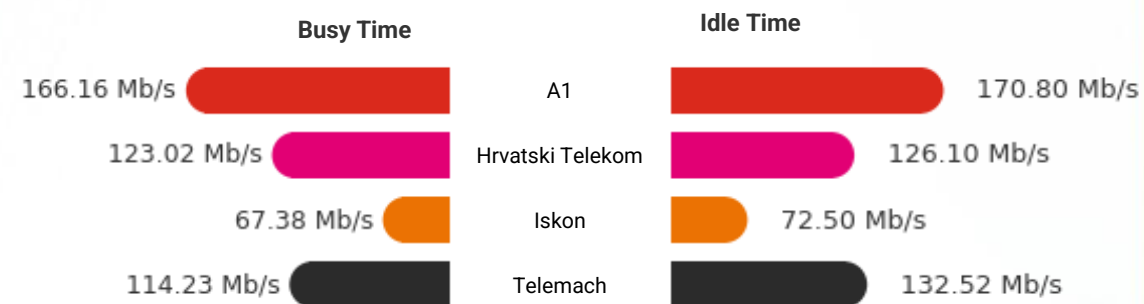 Busy Time Idle Time
166.16 Mb/s A1 170.80 Mb/s
123.02 Mb/s Hrvatski Telekom 126.10 Mb/s
67.38 Mb/s Iskon 72.50 Mb/s
114.23 Mb/s Telemach 132.52 Mb/s